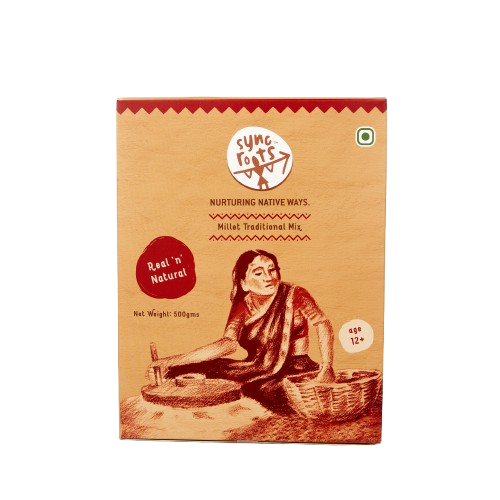 sync
roots
NURTURING NATIVE WAYS.
Millet Traditional Mix
Real 'n'
Natural
Net Weight: 500gms
age
12+